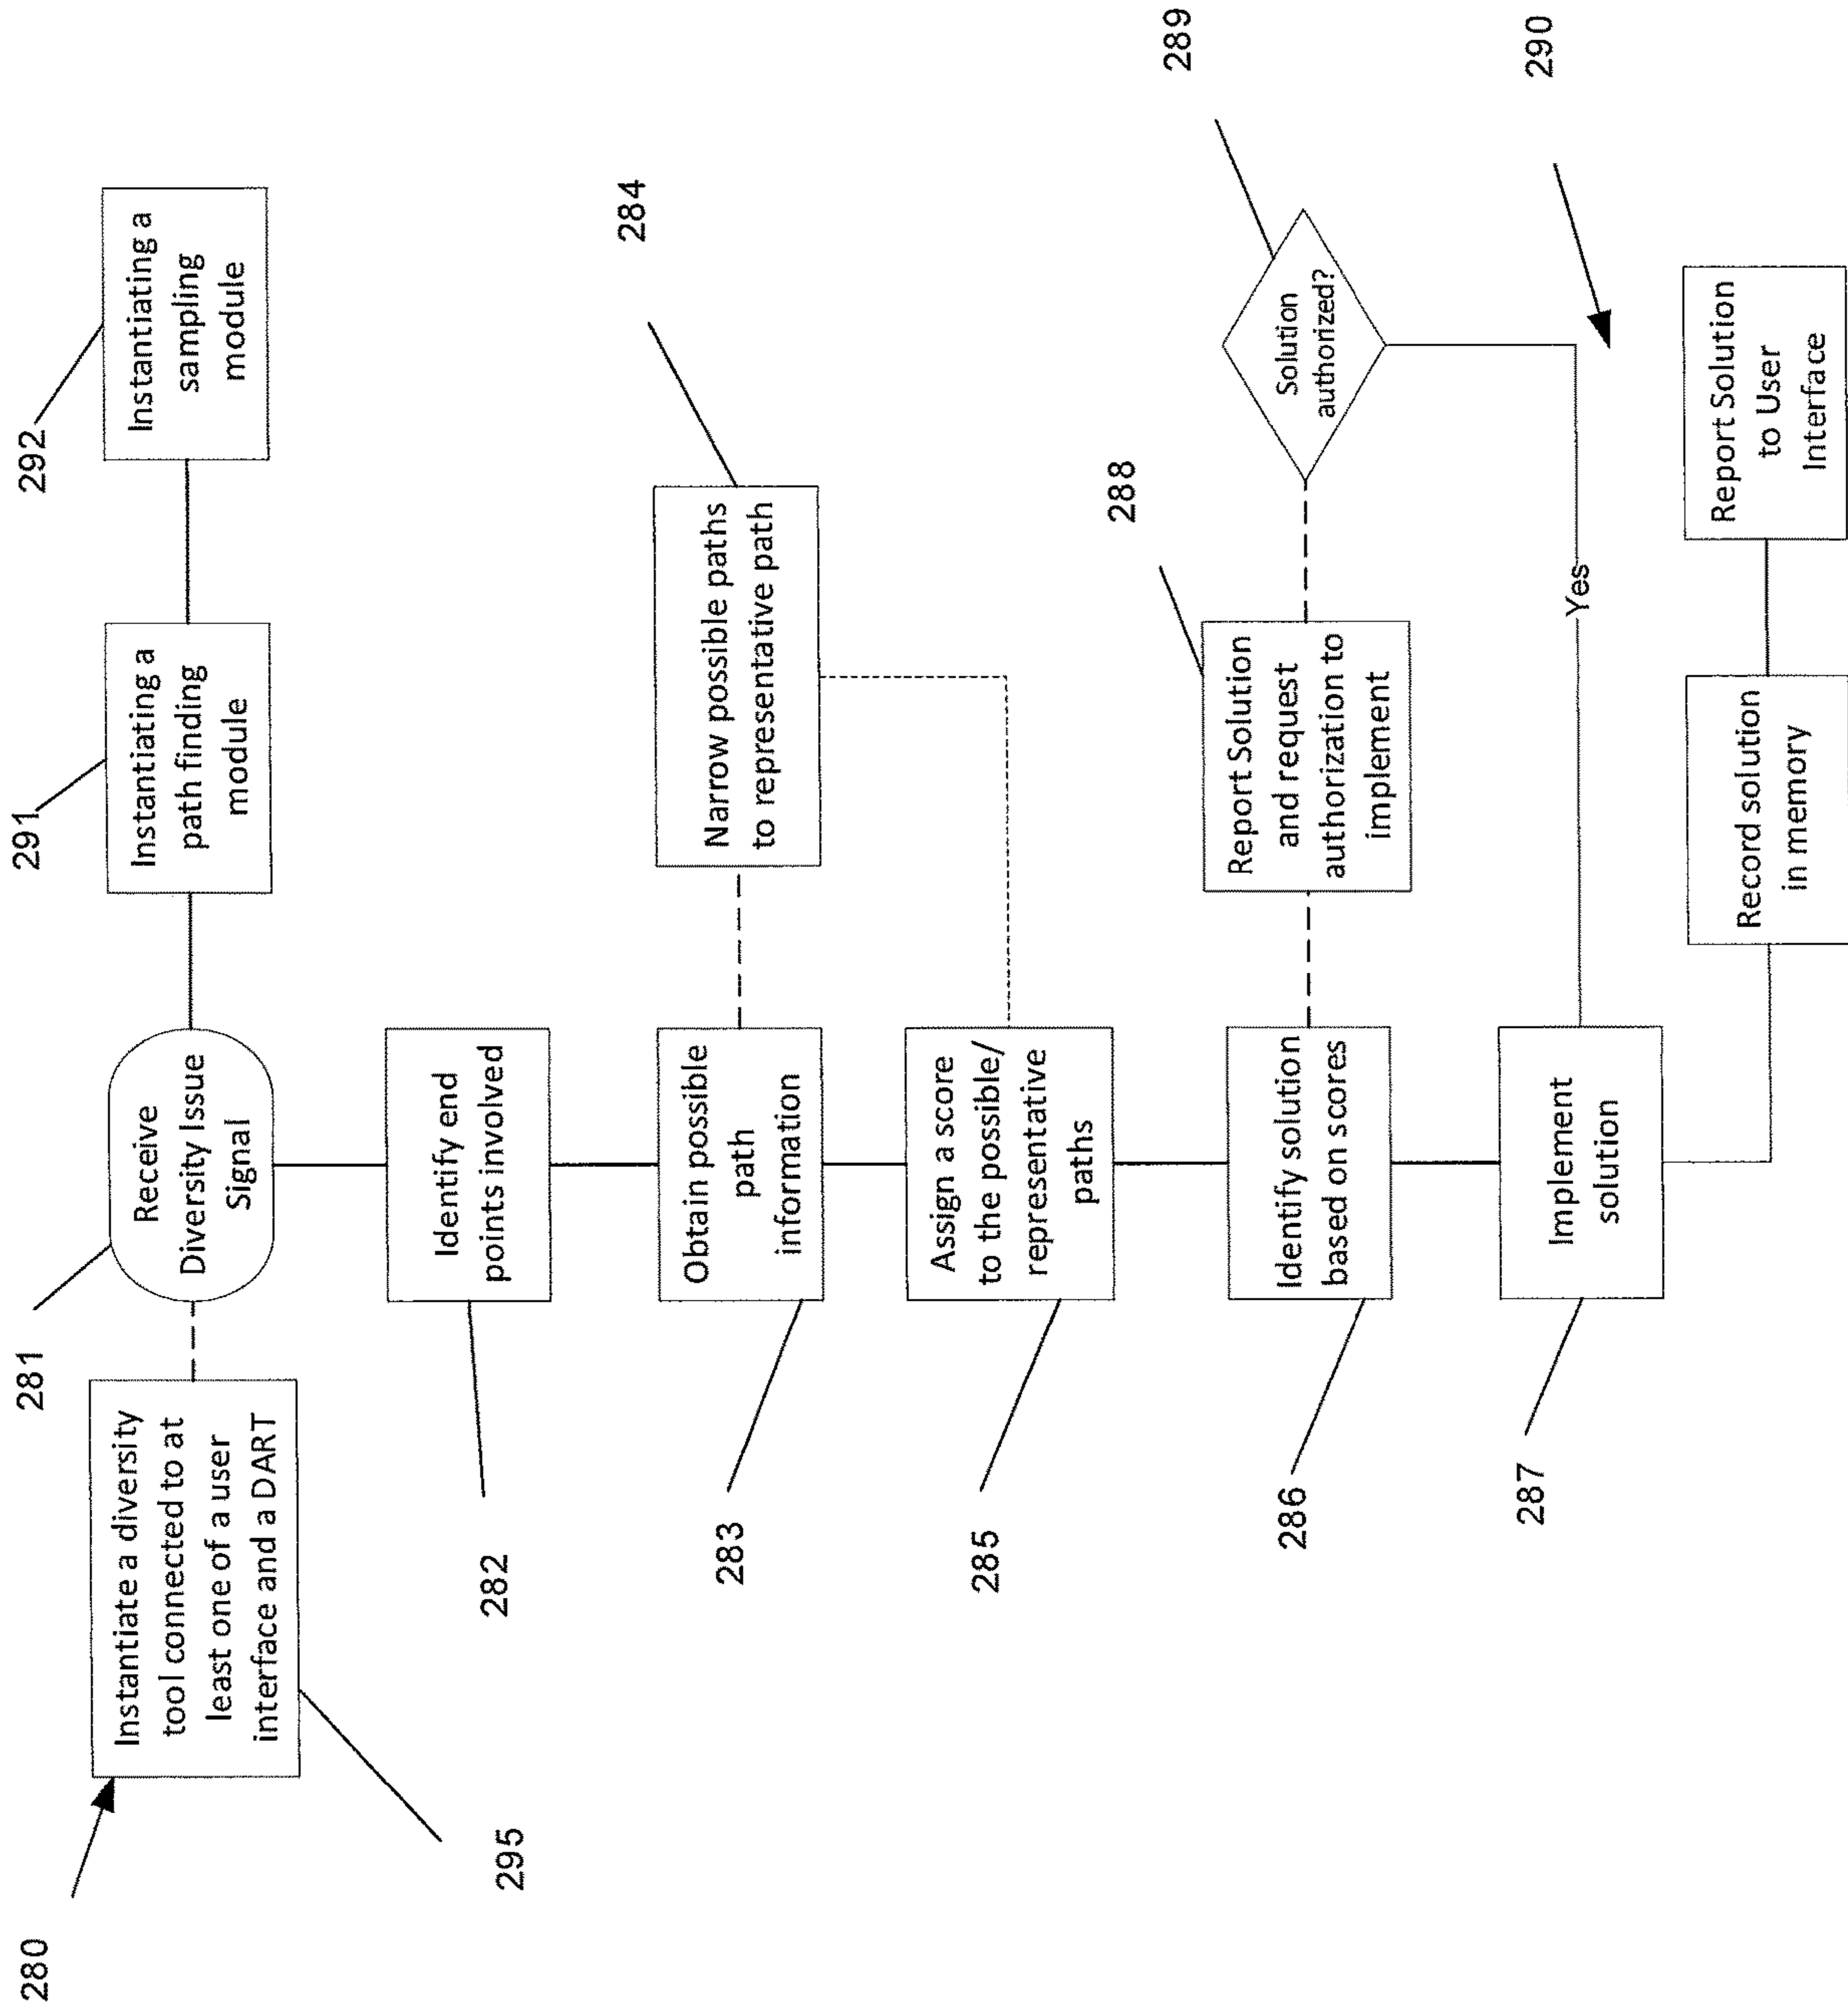 280
Instantiate a diversity
tool connected to at
least one of a user
interface and a DART
295
281
Receive
Diversity Issue
Signal
291
Instantiating a
path finding
module
292
Instantiating a
sampling
module
Identify end
points involved
282
Obtain possible
path
information
283
Narrow possible paths
to representative path
284
Assign a score
to the possible/
representative
paths
285
Identify solution
based on scores
286
Report Solution
and request
authorization to
implement
288
Solution
authorized?
289
Yes
Implement
solution
287
290
Record solution
in memory
Report Solution
to User
Interface